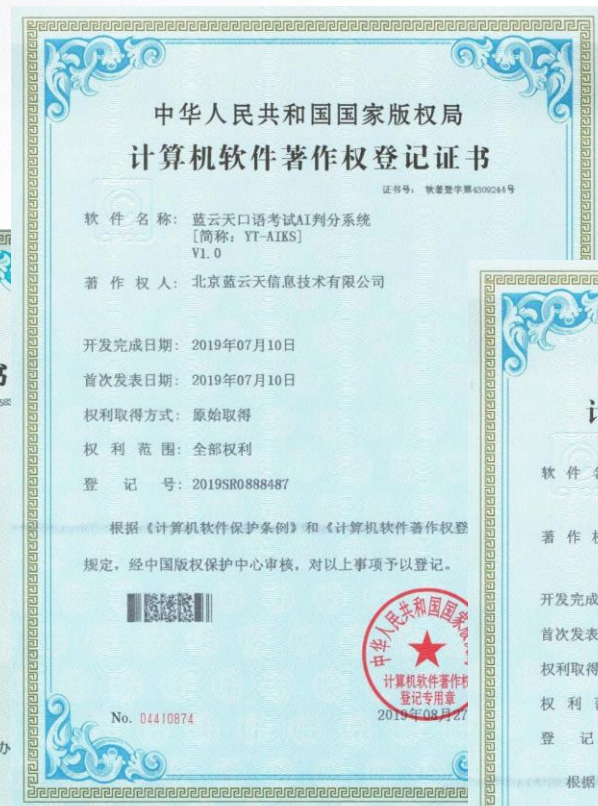 中华人民共和国国家版权局
计算机软件著作权登记证书
证书号： 软著登字第4309244号
软件名称： 蓝云天口语考试AI判分系统
[简称：YT-AIKS]
V1.0
著作权人： 北京蓝云天信息技术有限公司
开发完成日期： 2019年07月10日
首次发表日期： 2019年07月10日
权利取得方式： 原始取得
权利范围： 全部权利
登记号： 2019SR0888487
根据《计算机软件保护条例》和《计算机软件著作权登
规定，经中国版权保护中心审核，对以上事项予以登记。
中华人民共和国国家
计算机软件著作权
登记专用章
No. 04410874
2019年08月27
书
办
计
软件名
著作权
开发完成
首次发表
权利取得
权利
登记
根据